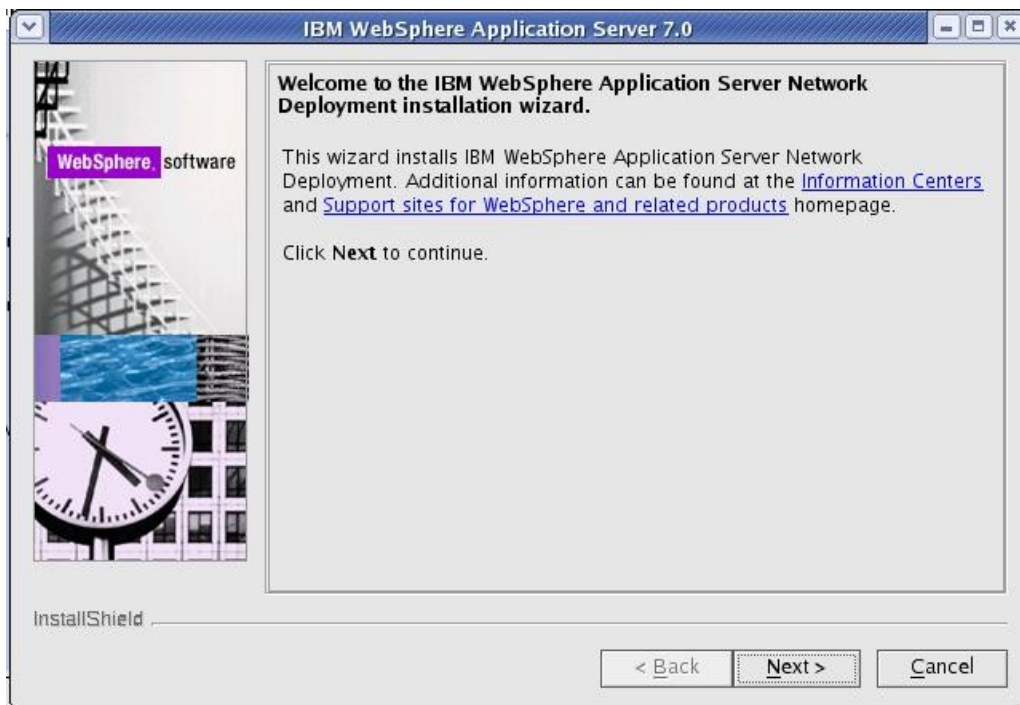 IBM WebSphere Application Server 7.0
WebSphere. software
Welcome to the IBM WebSphere Application Server Network
Deployment installation wizard.
This wizard installs IBM WebSphere Application Server Network
Deployment. Additional information can be found at the Information Centers
and Support sites for WebSphere and related products homepage.
Click Next to continue.
InstallShield
< Back Next > Cancel